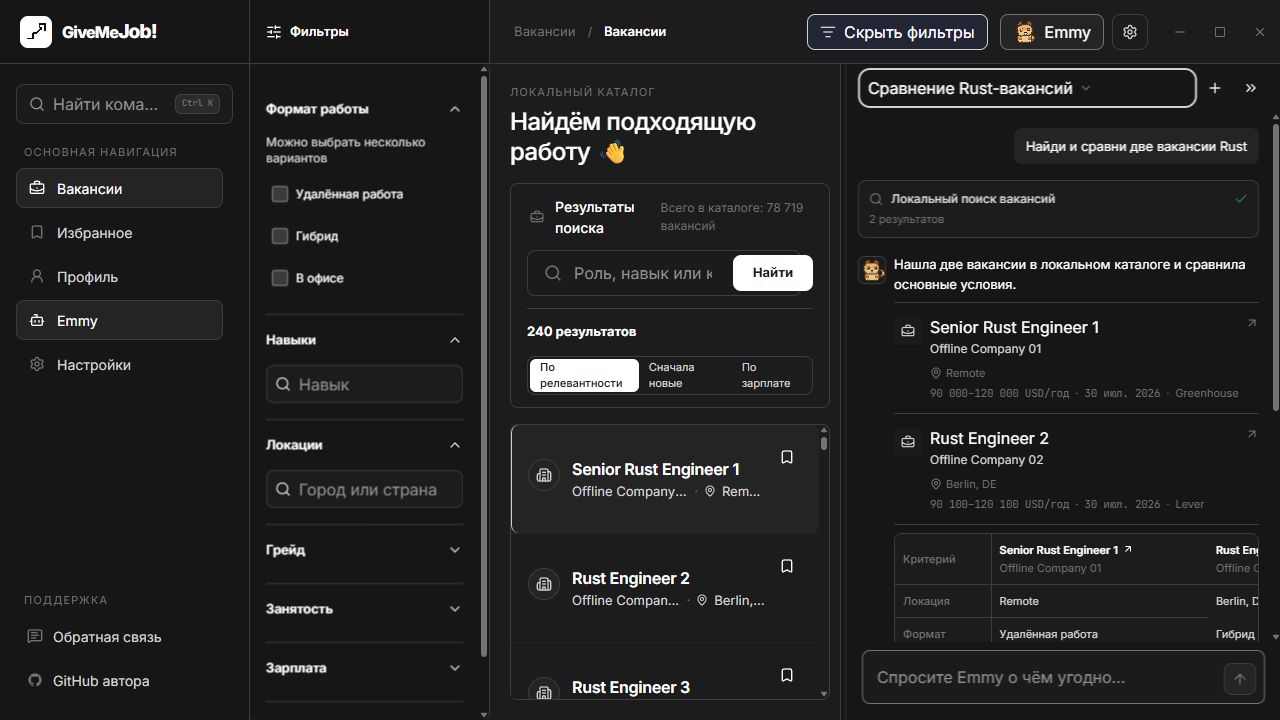 GiveMeJob!
Найти кома...
Ctrl K
ОСНОВНАЯ НАВИГАЦИЯ
Вакансии
Избранное
Профиль
Emmy
Настройки
ПОДДЕРЖКА
Обратная связь
GitHub автора
Фильтры
Формат работы
Можно выбрать несколько
вариантов
Удалённая работа
Гибрид
В офисе
Навыки
Навык
Локации
Город или страна
Грейд
Занятость
Зарплата
Вакансии / Вакансии
Скрыть фильтры
Emmy
ЛОКАЛЬНЫЙ КАТАЛОГ
Найдём подходящую
работу 👋
Результаты
поиска
Всего в каталоге: 78 719
вакансий
Роль, навык или к
Найти
240 результатов
По
релевантности
Сначала
новые
По
зарплате
Senior Rust Engineer 1
Offline Company... · Rem...
Rust Engineer 2
Offline Compan... · Berlin,...
Rust Engineer 3
Сравнение Rust-вакансий
Найди и сравни две вакансии Rust
Локальный поиск вакансий
2 результатов
Нашла две вакансии в локальном каталоге и сравнила
основные условия.
Senior Rust Engineer 1
Offline Company 01
Remote
90 000–120 000 USD/год · 30 июл. 2026 · Greenhouse
Rust Engineer 2
Offline Company 02
Berlin, DE
90 100–120 100 USD/год · 30 июл. 2026 · Lever
Критерий
Senior Rust Engineer 1
Offline Company 01
Rust Eng
Offline C
Локация
Remote
Berlin, D
Формат
Удалённая работа
Гибрид
Спросите Emmy о чём угодно...